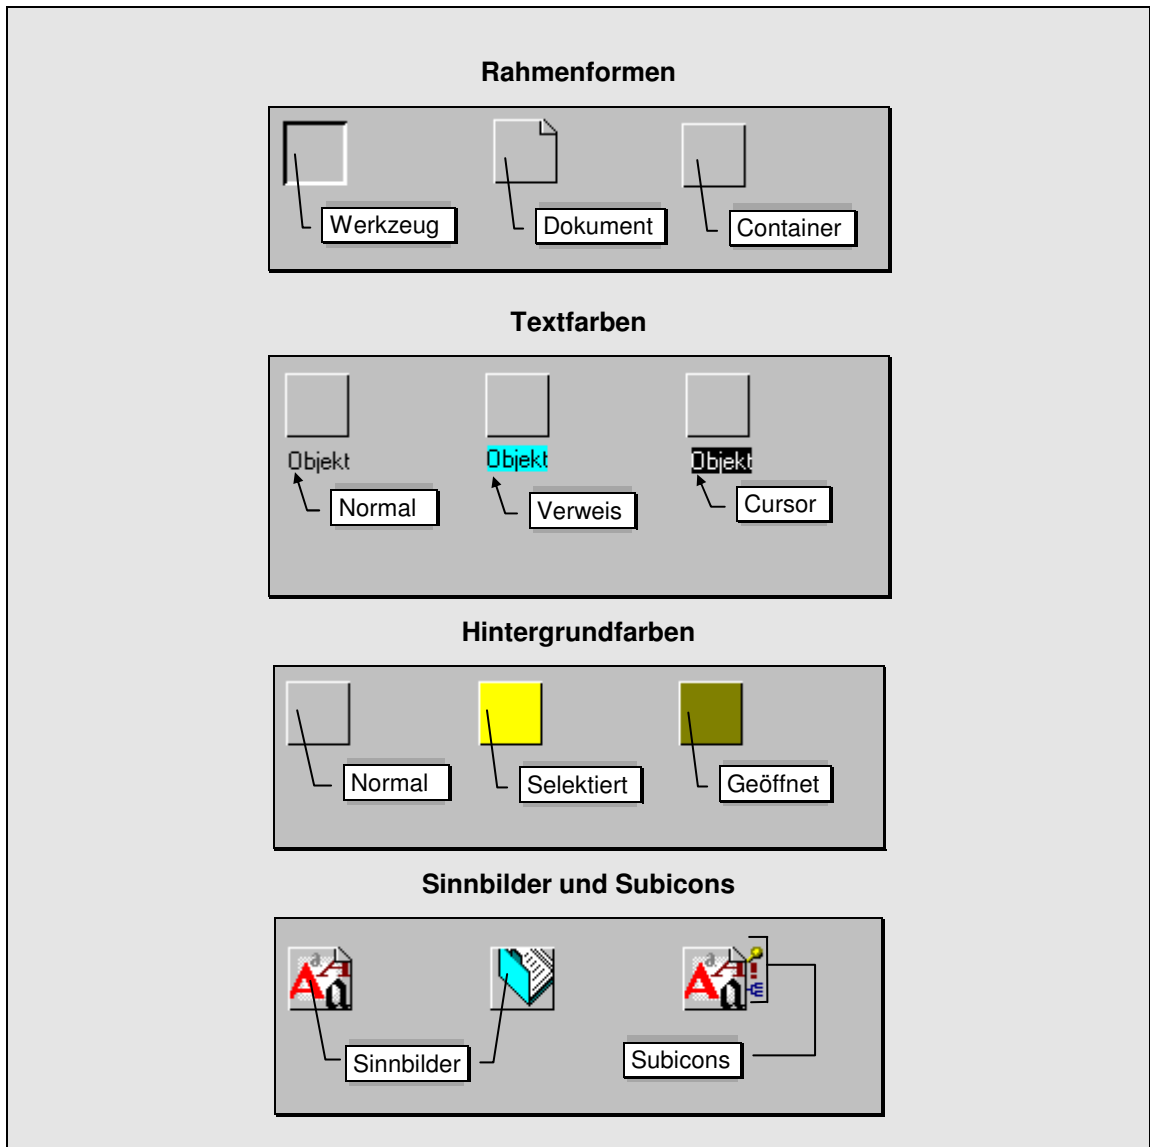 Rahmenformen
Werkzeug
Dokument
Container
Textfarben
Objekt
Objekt
Objekt
Normal
Verweis
Cursor
Hintergrundfarben
Normal
Selektiert
Geöffnet
Sinnbilder und Subicons
Sinnbilder
Subicons